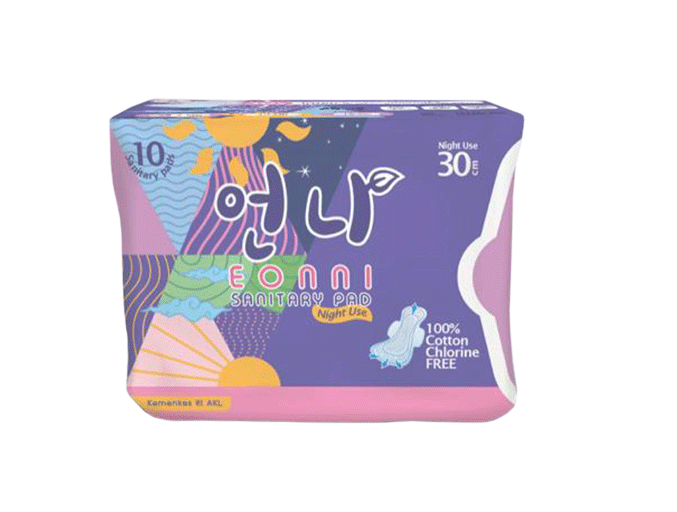 10
Sanitary pads
Night Use
30 cm
언니
EONNI
SANITARY PAD
Night Use
100%
Cotton
Chlorine
FREE
Kemenkes RI AKL